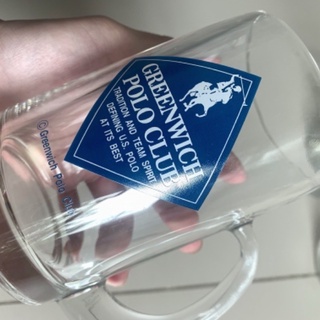 GREENWICH
POLO CLUB
TRADITION AND TEAM SPIRIT
DEFINING U.S. POLO
AT ITS BEST
© Greenwich Polo Club